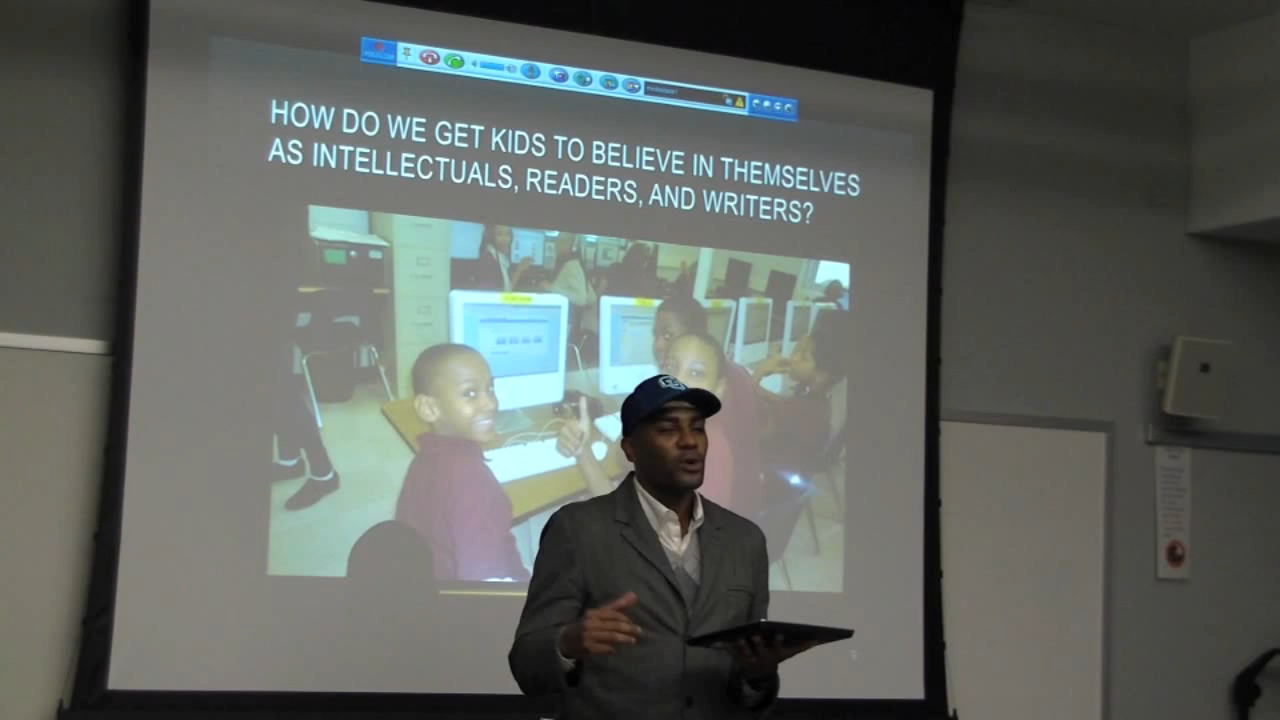 HOW DO WE GET KIDS TO BELIEVE IN THEMSELVES
AS INTELLECTUALS, READERS, AND WRITERS?